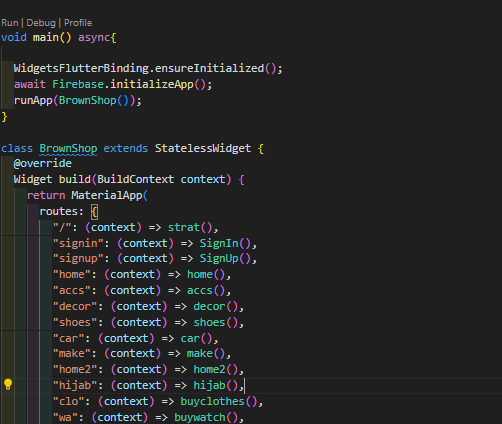 Run | Debug | Profile
void main() async{
WidgetsFlutterBinding.ensureInitialized();
await Firebase.initializeApp();
runApp(BrownShop());
}
class BrownShop extends StatelessWidget {
@override
Widget build(BuildContext context) {
return MaterialApp(
routes: {
"/": (context) => strat(),
"signin": (context) => SignIn(),
"signup": (context) => SignUp(),
"home": (context) => home(),
"accs": (context) => accs(),
"decor": (context) => decor(),
"shoes": (context) => shoes(),
"car": (context) => car(),
"make": (context) => make(),
"home2": (context) => home2(),
"hijab": (context) => hijab(),
"clo": (context) => buyclothes(),
"wa": (context) => buywatch(),